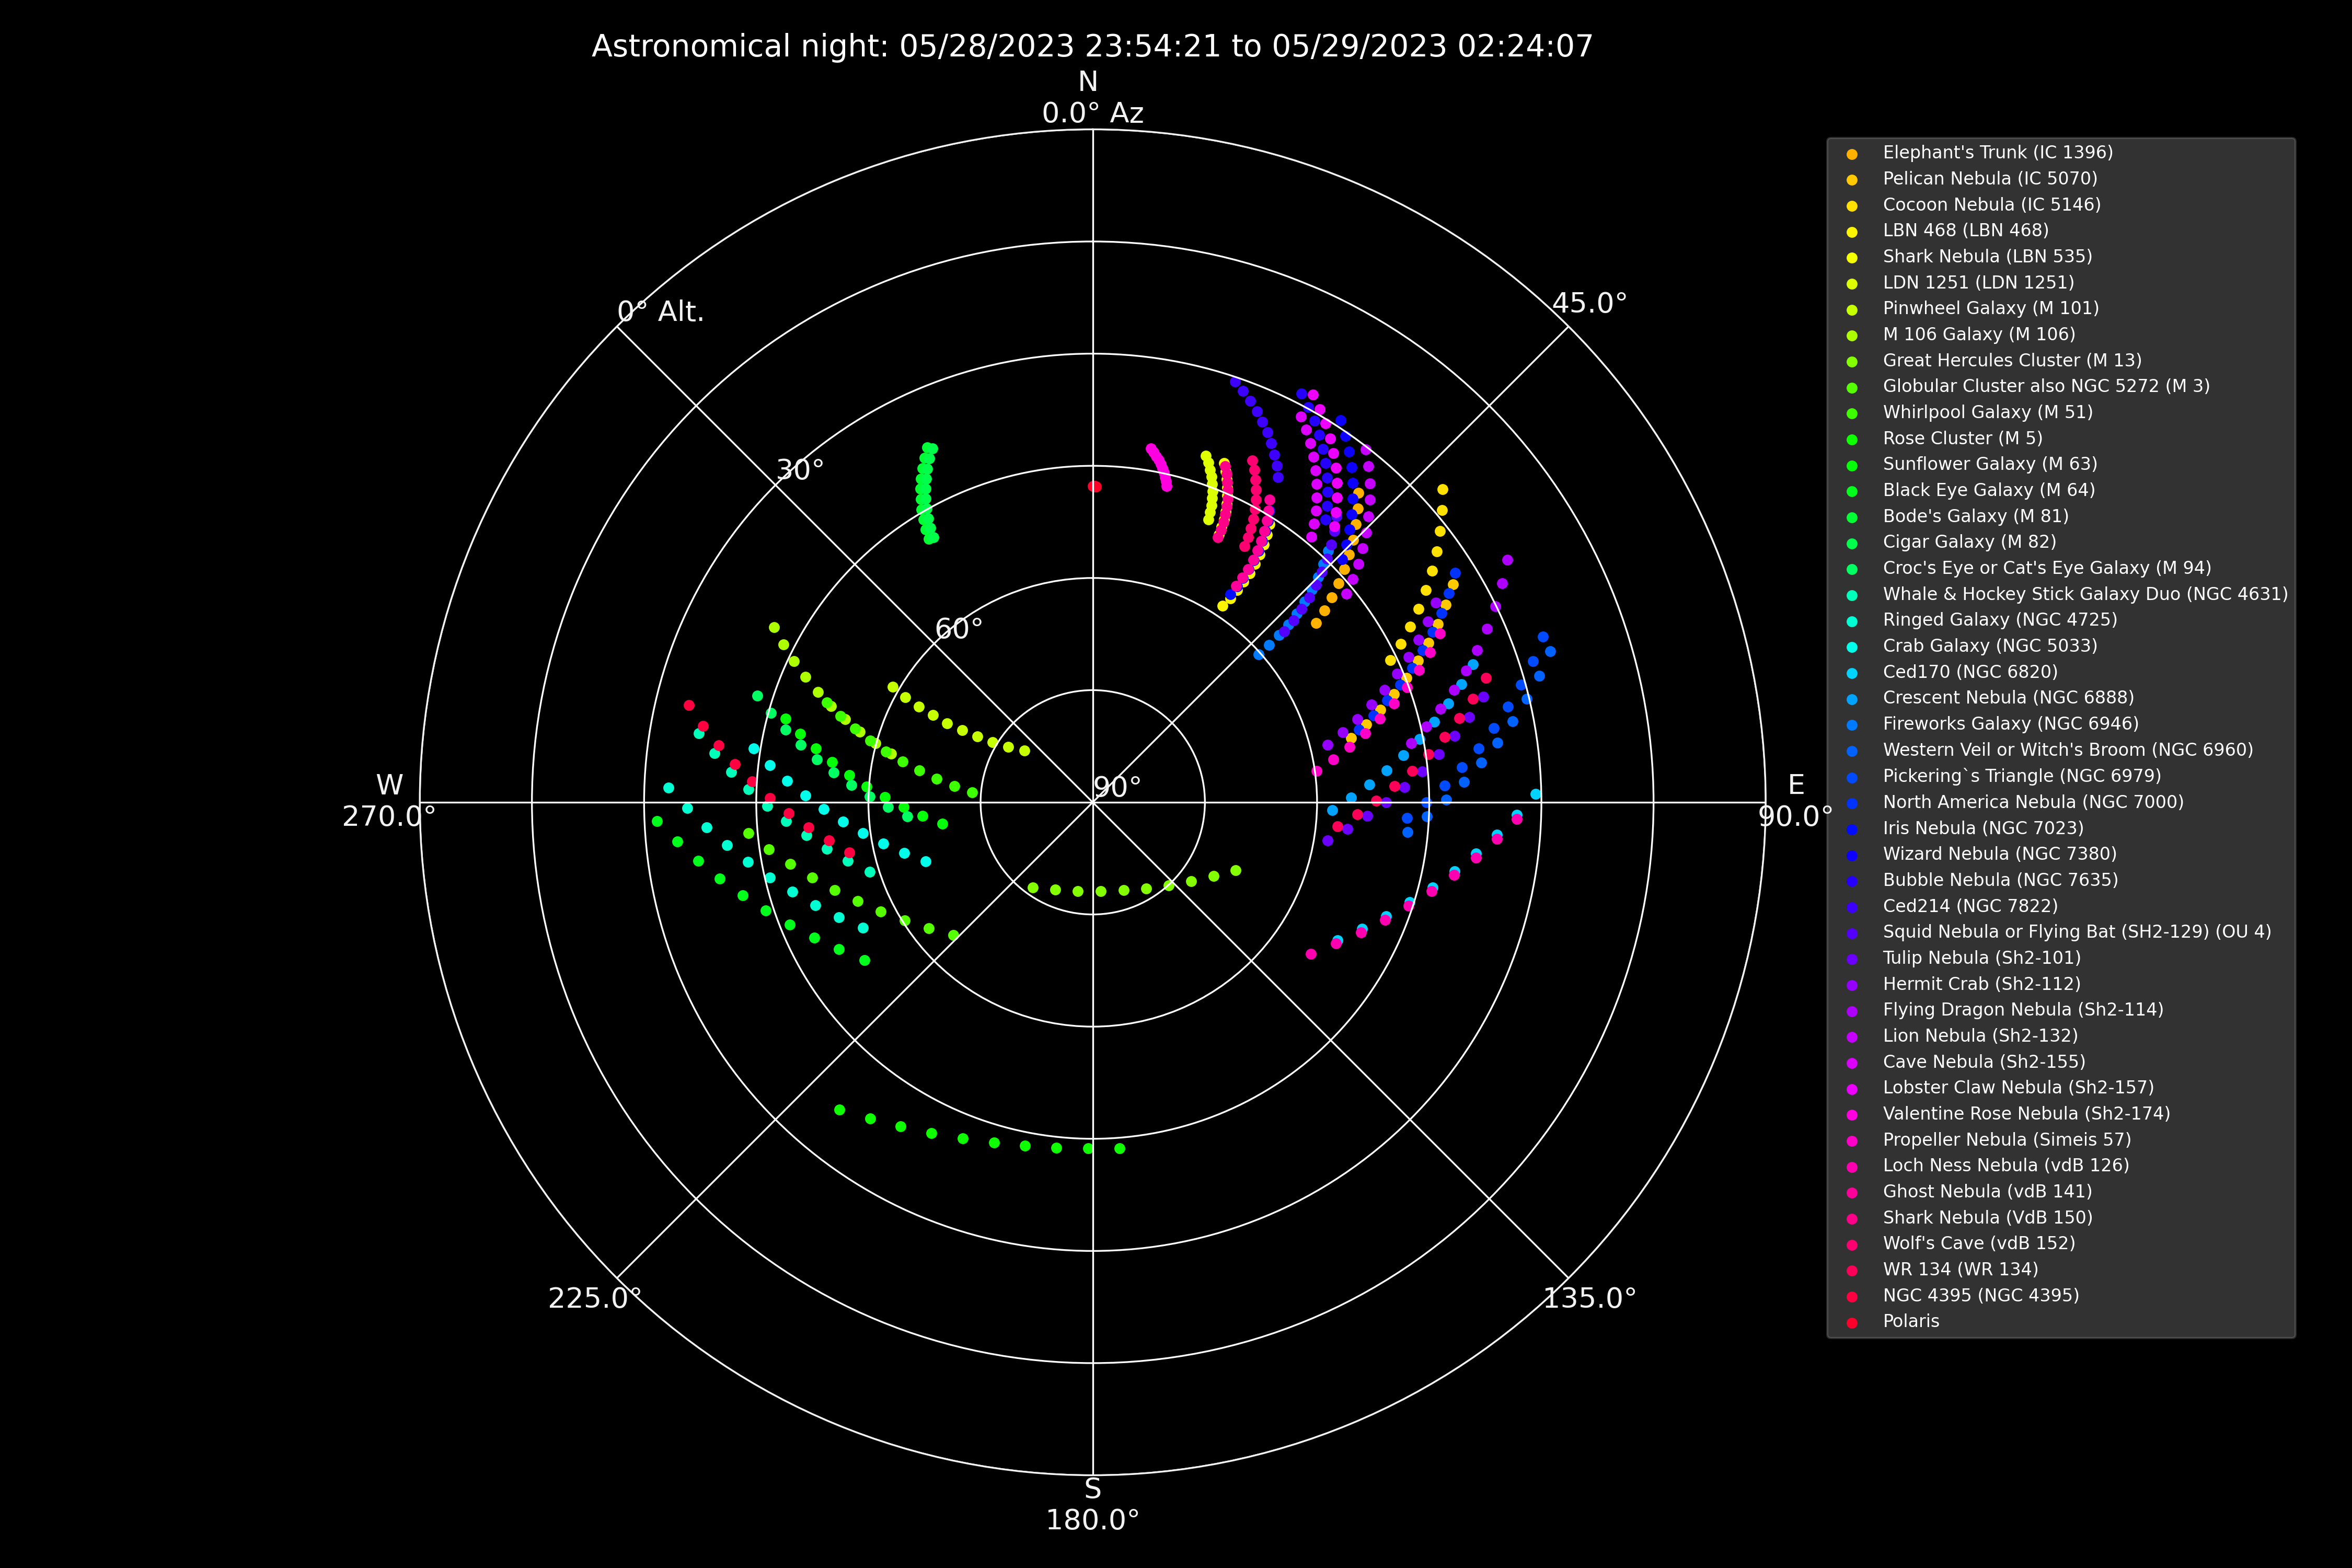 Astronomical night: 05/28/2023 23:54:21 to 05/29/2023 02:24:07
N
0.0° Az
45.0°
0° Alt.
30°
60°
90°
W
270.0°
E
90.0°
225.0°
135.0°
S
180.0°
Elephant's Trunk (IC 1396)
Pelican Nebula (IC 5070)
Cocoon Nebula (IC 5146)
LBN 468 (LBN 468)
Shark Nebula (LBN 535)
LDN 1251 (LDN 1251)
Pinwheel Galaxy (M 101)
M 106 Galaxy (M 106)
Great Hercules Cluster (M 13)
Globular Cluster also NGC 5272 (M 3)
Whirlpool Galaxy (M 51)
Rose Cluster (M 5)
Sunflower Galaxy (M 63)
Black Eye Galaxy (M 64)
Bode's Galaxy (M 81)
Cigar Galaxy (M 82)
Croc's Eye or Cat's Eye Galaxy (M 94)
Whale & Hockey Stick Galaxy Duo (NGC 4631)
Ringed Galaxy (NGC 4725)
Crab Galaxy (NGC 5033)
Ced170 (NGC 6820)
Crescent Nebula (NGC 6888)
Fireworks Galaxy (NGC 6946)
Western Veil or Witch's Broom (NGC 6960)
Pickering`s Triangle (NGC 6979)
North America Nebula (NGC 7000)
Iris Nebula (NGC 7023)
Wizard Nebula (NGC 7380)
Bubble Nebula (NGC 7635)
Ced214 (NGC 7822)
Squid Nebula or Flying Bat (SH2-129) (OU 4)
Tulip Nebula (Sh2-101)
Hermit Crab (Sh2-112)
Flying Dragon Nebula (Sh2-114)
Lion Nebula (Sh2-132)
Cave Nebula (Sh2-155)
Lobster Claw Nebula (Sh2-157)
Valentine Rose Nebula (Sh2-174)
Propeller Nebula (Simeis 57)
Loch Ness Nebula (vdB 126)
Ghost Nebula (vdB 141)
Shark Nebula (VdB 150)
Wolf's Cave (vdB 152)
WR 134 (WR 134)
NGC 4395 (NGC 4395)
Polaris